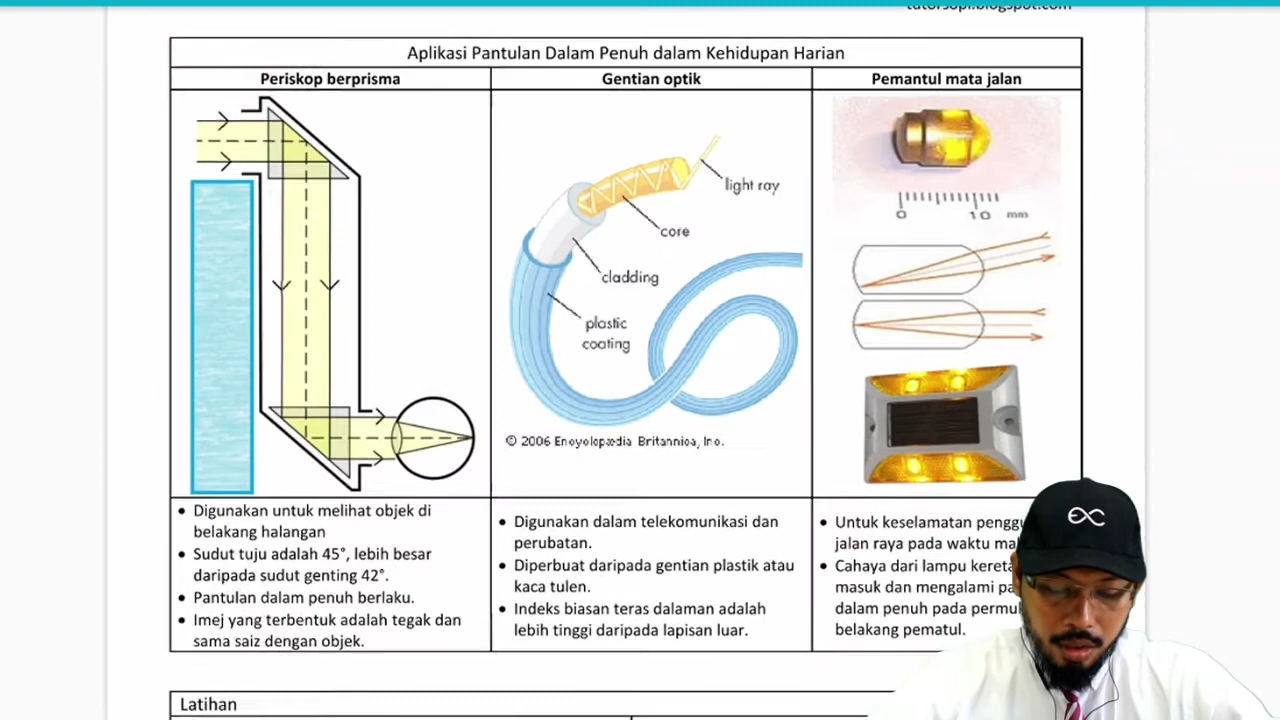 Aplikasi Pantulan Dalam Penuh dalam Kehidupan Harian
Periskop berprisma
Gentian optik
Pemantul mata jalan
light ray
core
cladding
plastic
coating
© 2006 Encyclopædia Britannica, Inc.
0 10 mm
• Digunakan untuk melihat objek di
belakang halangan
• Sudut tuju adalah 45°, lebih besar
daripada sudut genting 42°.
• Pantulan dalam penuh berlaku.
• Imej yang terbentuk adalah tegak dan
sama saiz dengan objek.
• Digunakan dalam telekomunikasi dan
perubatan.
• Diperbuat daripada gentian plastik atau
kaca tulen.
• Indeks biasan teras dalaman adalah
lebih tinggi daripada lapisan luar.
• Untuk keselamatan
jalan raya pada waktu
• Cahaya dari lampu
masuk dan mengalami
dalam penuh pada
belakang pematul.
Latihan